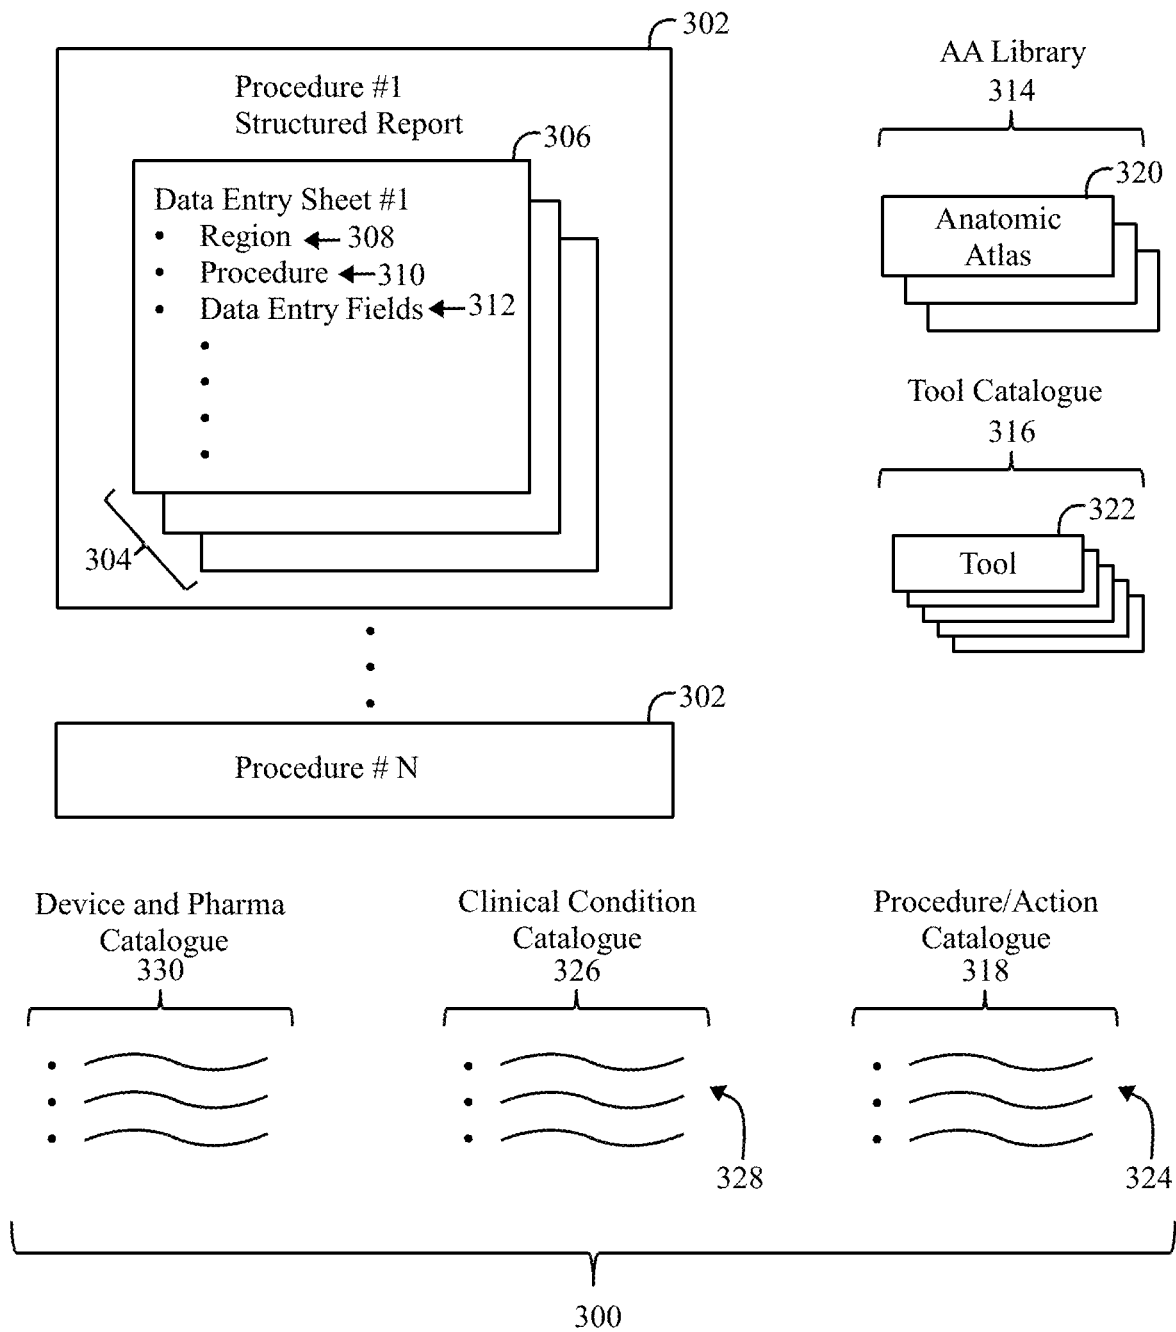 302
Procedure #1
Structured Report
306
Data Entry Sheet #1
• Region 308
• Procedure 310
• Data Entry Fields 312
304
302
Procedure # N
AA Library
314
320
Anatomic
Atlas
Tool Catalogue
316
322
Tool
Device and Pharma
Catalogue
330
Clinical Condition
Catalogue
326
328
Procedure/Action
Catalogue
318
324
300